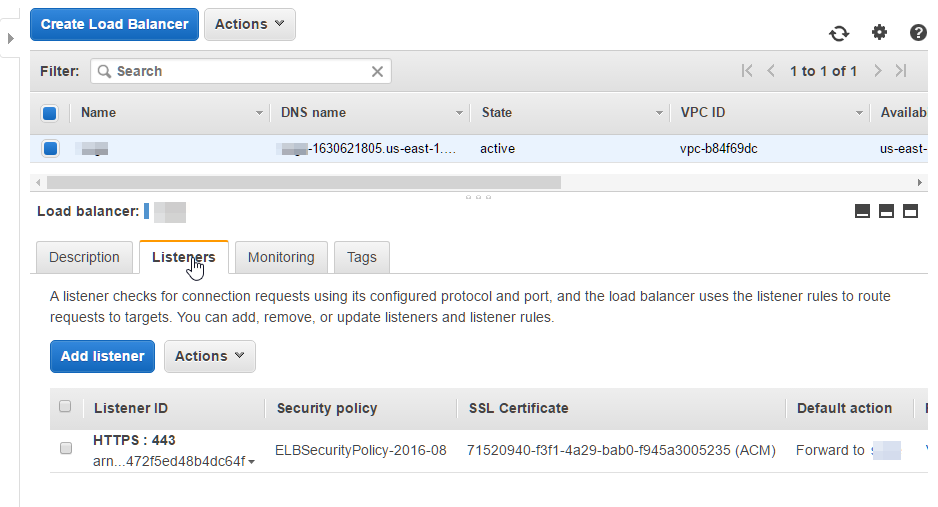 Create Load Balancer Actions
Filter: Search 1 to 1 of 1
Name DNS name State VPC ID Availab
-1630621805.us-east-1.... active vpc-b84f69dc us-east-
Load balancer:
Description Listeners Monitoring Tags
A listener checks for connection requests using its configured protocol and port, and the load balancer uses the listener rules to route
requests to targets. You can add, remove, or update listeners and listener rules.
Add listener Actions
Listener ID Security policy SSL Certificate Default action
HTTPS : 443
arn...472f5ed48b4dc64f ELBSecurityPolicy-2016-08 71520940-f3f1-4a29-bab0-f945a3005235 (ACM) Forward to